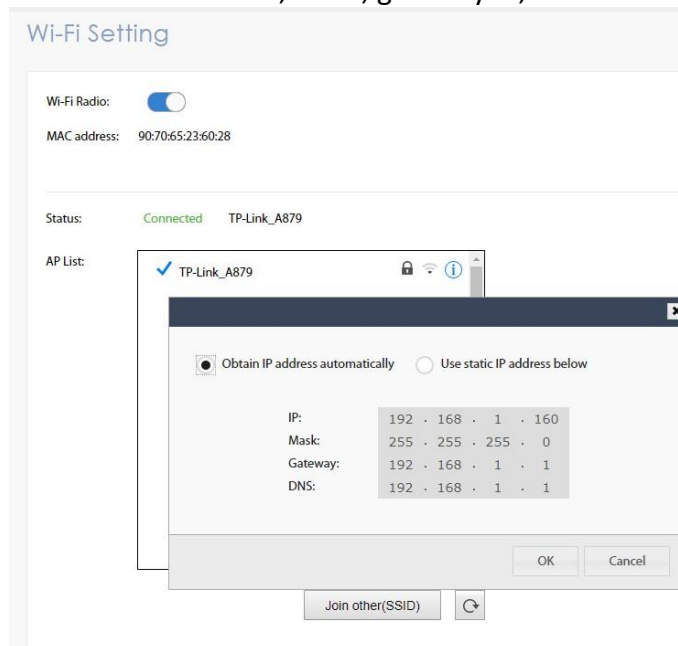 Wi-Fi Setting
Wi-Fi Radio:
MAC address: 90:70:65:23:60:28
Status: Connected TP-Link_A879
AP List:
TP-Link_A879
Obtain IP address automatically Use static IP address below
IP: 192 . 168 . 1 . 160
Mask: 255 . 255 . 255 . 0
Gateway: 192 . 168 . 1 . 1
DNS: 192 . 168 . 1 . 1
OK Cancel
Join other(SSID)